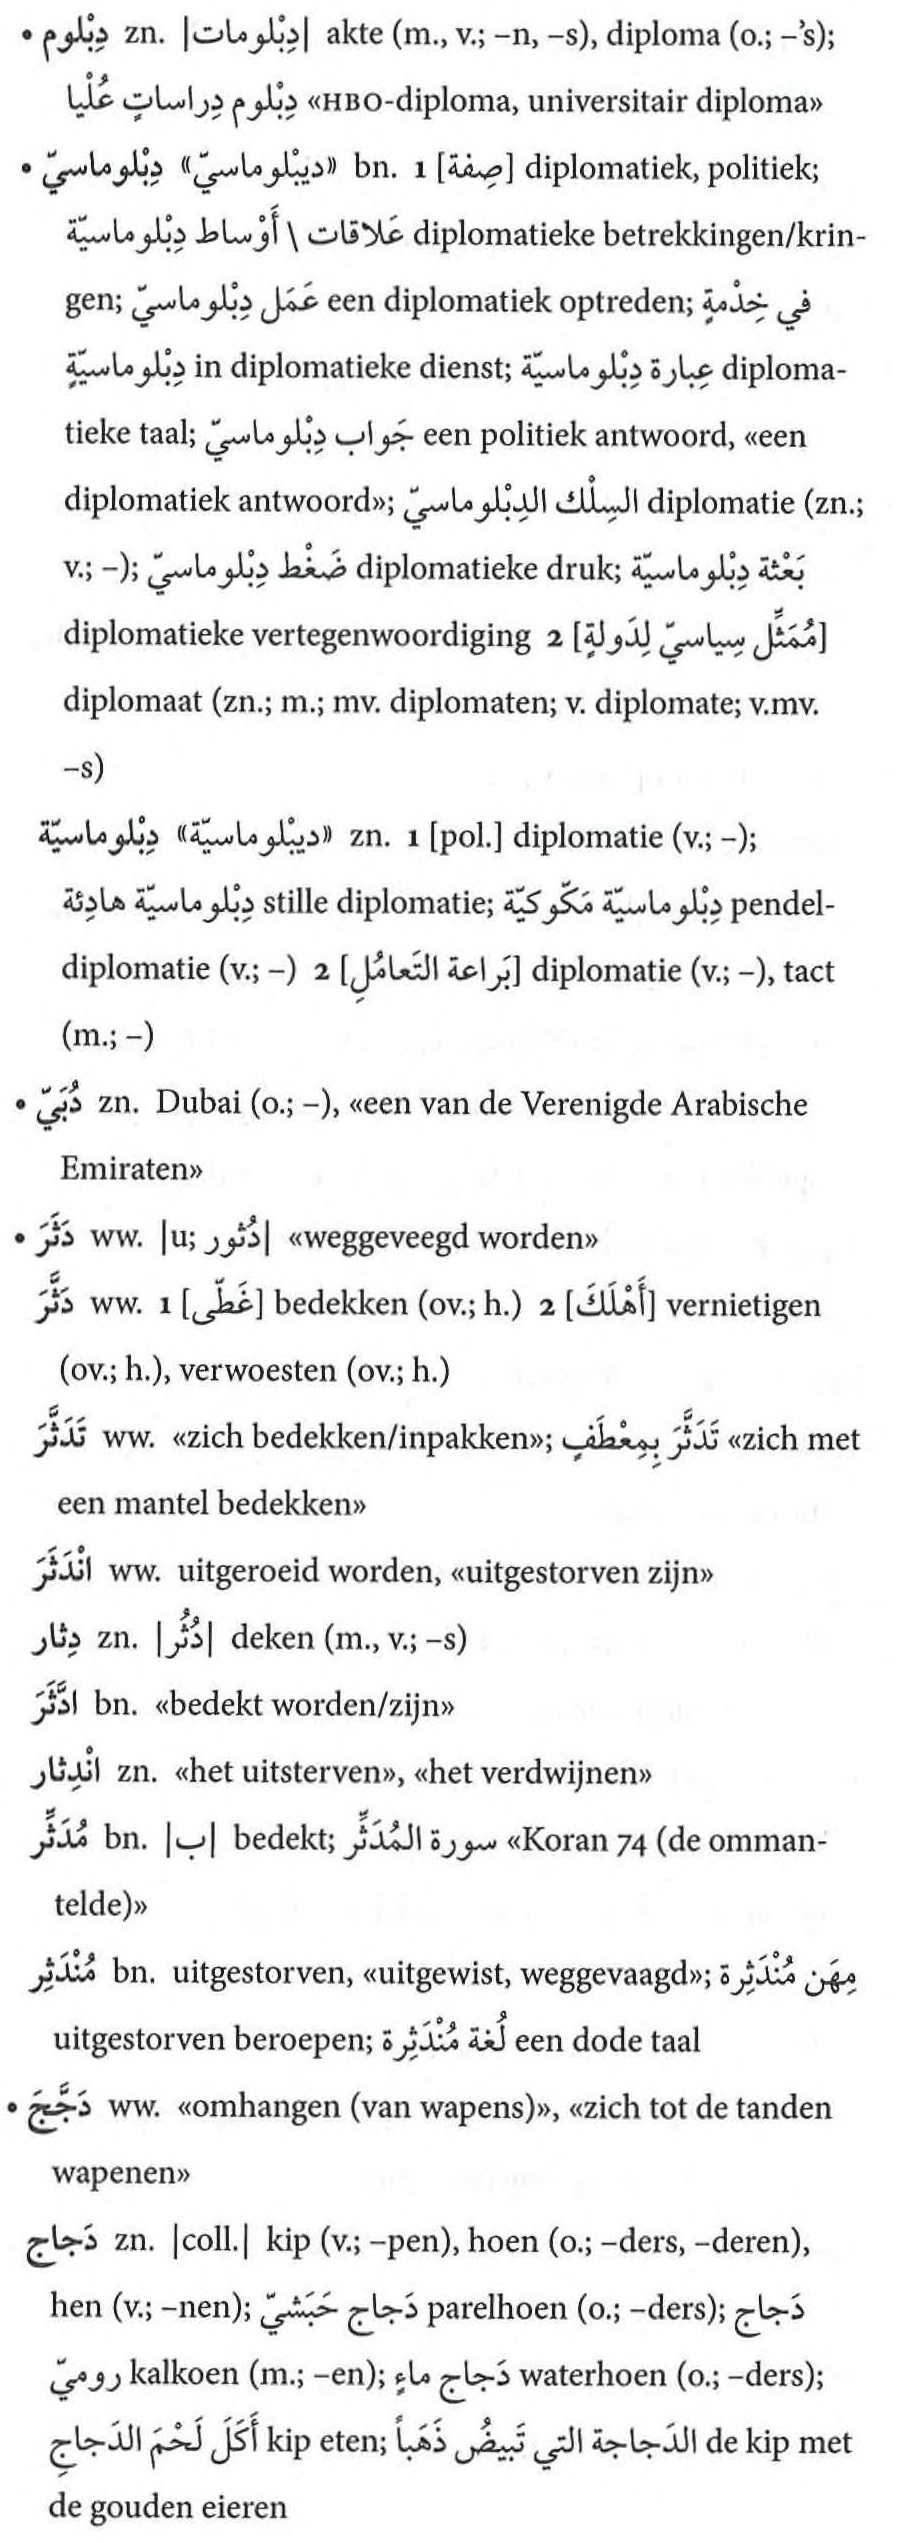 • دِبْلوم zn. |دِبْلومات| akte (m., v.; –n, –s), diploma (o.; –’s);
دِبْلوم دِراساتٍ عُلْيا «HBO-diploma, universitair diploma»
• دِبْلوماسيّ «ديبْلوماسيّ» bn. 1 [صِفة] diplomatiek, politiek;
عَلاقات \ أَوْساط دِبْلوماسيّة diplomatieke betrekkingen/krin-
gen; عَمَل دِبْلوماسيّ een diplomatiek optreden; في خِدْمةٍ
دِبْلوماسيّةٍ in diplomatieke dienst; عِبارة دِبْلوماسيّة diploma-
tieke taal; جَواب دِبْلوماسيّ een politiek antwoord, «een
diplomatiek antwoord»; السِلْك الدِبْلوماسيّ diplomatie (zn.;
v.; –); ضَغْط دِبْلوماسيّ diplomatieke druk; بَعْثة دِبْلوماسيّة
diplomatieke vertegenwoordiging 2 [مُمَثِّل سِياسيّ لِدَولةٍ]
diplomaat (zn.; m.; mv. diplomaten; v. diplomate; v.mv.
–s)
دِبْلوماسيّة «ديبْلوماسيّة» zn. 1 [pol.] diplomatie (v.; –);
دِبْلوماسيّة هادِئة stille diplomatie; دِبْلوماسيّة مَكّوكيّة pendel-
diplomatie (v.; –) 2 [بَراعة التَعامُلِ] diplomatie (v.; –), tact
(m.; –)
• دُبَيّ zn. Dubai (o.; –), «een van de Verenigde Arabische
Emiraten»
• دَثَرَ ww. |u; دُثور| «weggeveegd worden»
دَثَّرَ ww. 1 [غَطّى] bedekken (ov.; h.) 2 [أَهْلَكَ] vernietigen
(ov.; h.), verwoesten (ov.; h.)
تَدَثَّرَ ww. «zich bedekken/inpakken»; تَدَثَّرَ بِمِعْطَفٍ «zich met
een mantel bedekken»
انْدَثَرَ ww. uitgeroeid worden, «uitgestorven zijn»
دِثار zn. |دُثُر| deken (m., v.; –s)
ادَّثَرَ bn. «bedekt worden/zijn»
انْدِثار zn. «het uitsterven», «het verdwijnen»
مُدَثِّر bn. |ب| bedekt; سورة المُدَثِّر «Koran 74 (de omman-
telde)»
مُنْدَثِر bn. uitgestorven, «uitgewist, weggevaagd»; مِهَن مُنْدَثِرة
uitgestorven beroepen; لُغة مُنْدَثِرة een dode taal
• دَجَّجَ ww. «omhangen (van wapens)», «zich tot de tanden
wapenen»
دَجاج zn. |coll.| kip (v.; –pen), hoen (o.; –ders, –deren),
hen (v.; –nen); دَجاج حَبَشيّ parelhoen (o.; –ders); دَجاج
روميّ kalkoen (m.; –en); دَجاج ماءٍ waterhoen (o.; –ders);
أَكَلَ لَحْمَ الدَجاجِ kip eten; الدَجاجة التي تَبيضُ ذَهَباً de kip met
de gouden eieren